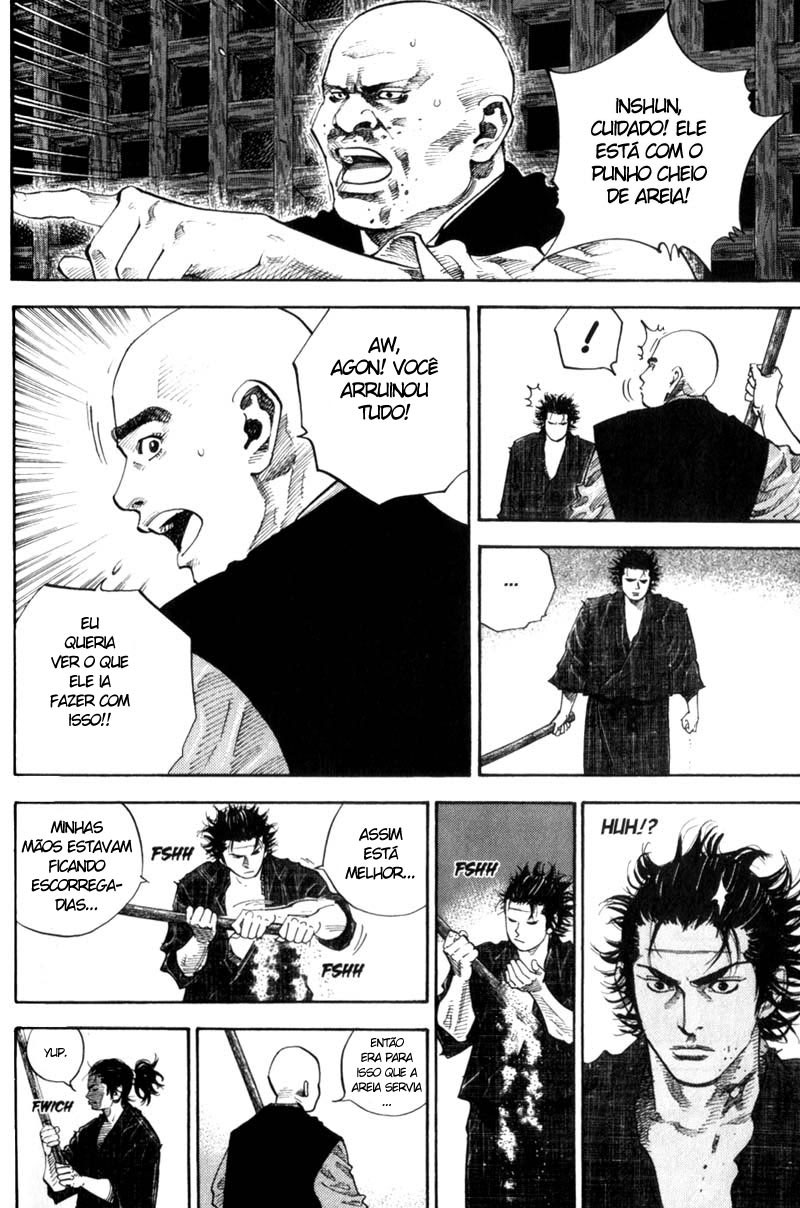 INSHUN,
CUIDADO! ELE
ESTÁ COM O
PUNHO CHEIO
DE AREIA!
!
AW,
AGON! VOCÊ
ARRUINOU
TUDO!
EU
QUERIA
VER O QUE
ELE IA
FAZER COM
ISSO!!
...
HUH!?
FSHH
ASSIM
ESTÁ
MELHOR...
FSHH
FSHH
MINHAS
MÃOS ESTAVAM
FICANDO
ESCORREGA-
DIAS...
ENTÃO
ERA PARA
ISSO QUE A
AREIA SERVIA
...
YUP.
FWICH